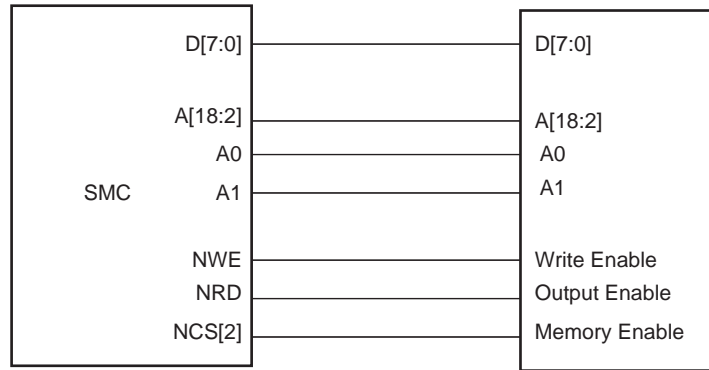 D[7:0] D[7:0]
A[18:2] A[18:2]
A0 A0
SMC A1 A1
NWE Write Enable
NRD Output Enable
NCS[2] Memory Enable